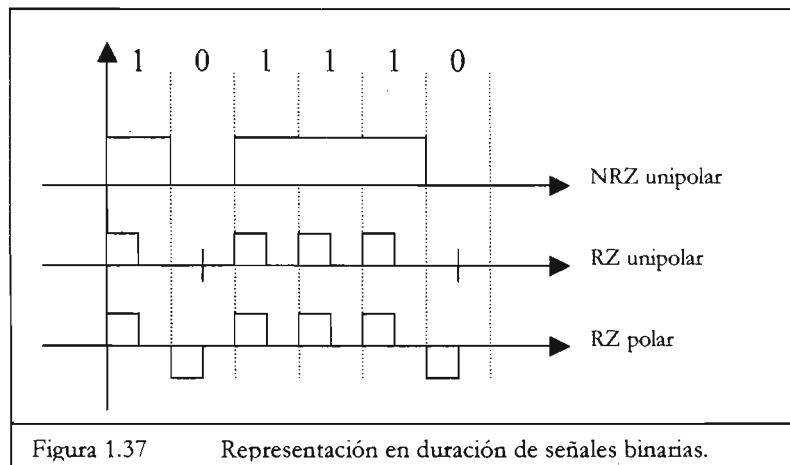 1 0 1 1 1 0
NRZ unipolar
RZ unipolar
RZ polar
Figura 1.37 Representación en duración de señales binarias.